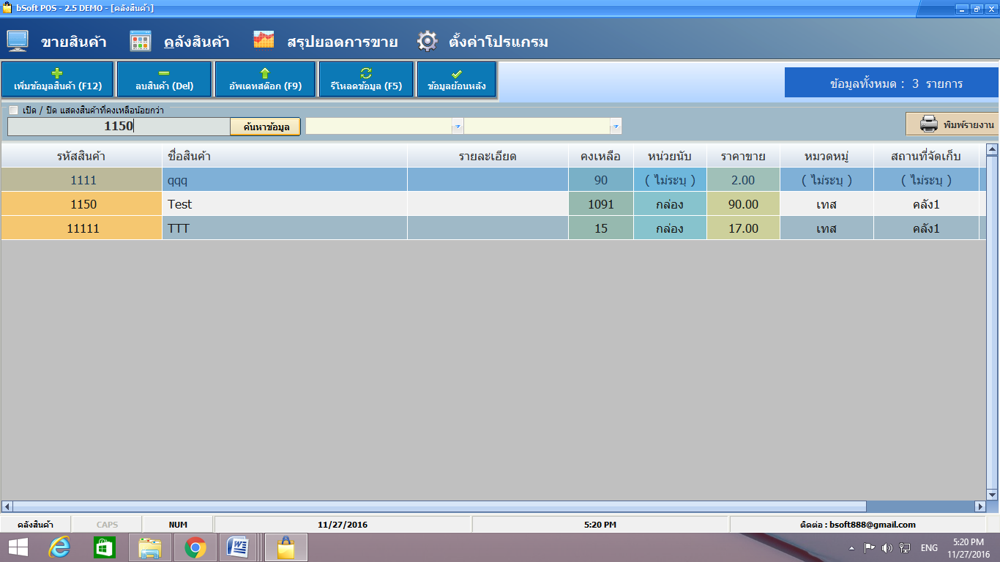 bSoft POS - 2.5 DEMO - [คลังสินค้า]
ขายสินค้า คลังสินค้า สรุปยอดการขาย ตั้งค่าโปรแกรม
เพิ่มข้อมูลสินค้า (F12) ลบสินค้า (Del) อัพเดทสต๊อก (F9) รีโหลดข้อมูล (F5) ข้อมูลย้อนหลัง ข้อมูลทั้งหมด : 3 รายการ
เปิด / ปิด แสดงสินค้าที่คงเหลือน้อยกว่า
1150 ค้นหาข้อมูล พิมพ์รายงาน
รหัสสินค้า ชื่อสินค้า รายละเอียด คงเหลือ หน่วยนับ ราคาขาย หมวดหมู่ สถานที่จัดเก็บ
1111 qqq 90 ( ไม่ระบุ ) 2.00 ( ไม่ระบุ ) ( ไม่ระบุ )
1150 Test 1091 กล่อง 90.00 เทส คลัง1
11111 TTT 15 กล่อง 17.00 เทส คลัง1
คลังสินค้า CAPS NUM 11/27/2016 5:20 PM ติดต่อ : bsoft888@gmail.com
ENG 5:20 PM
11/27/2016